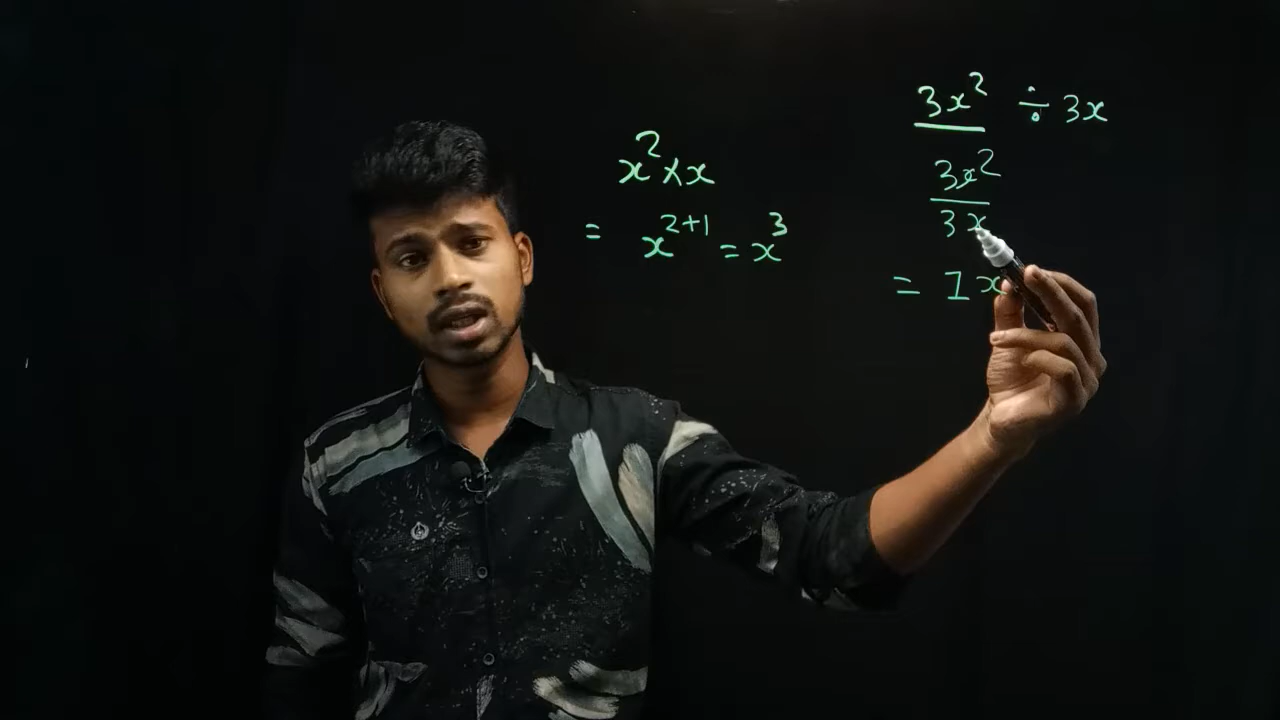 x² × x
= x²⁺¹ = x³
3x² ÷ 3x
3x²
3x
= 1x